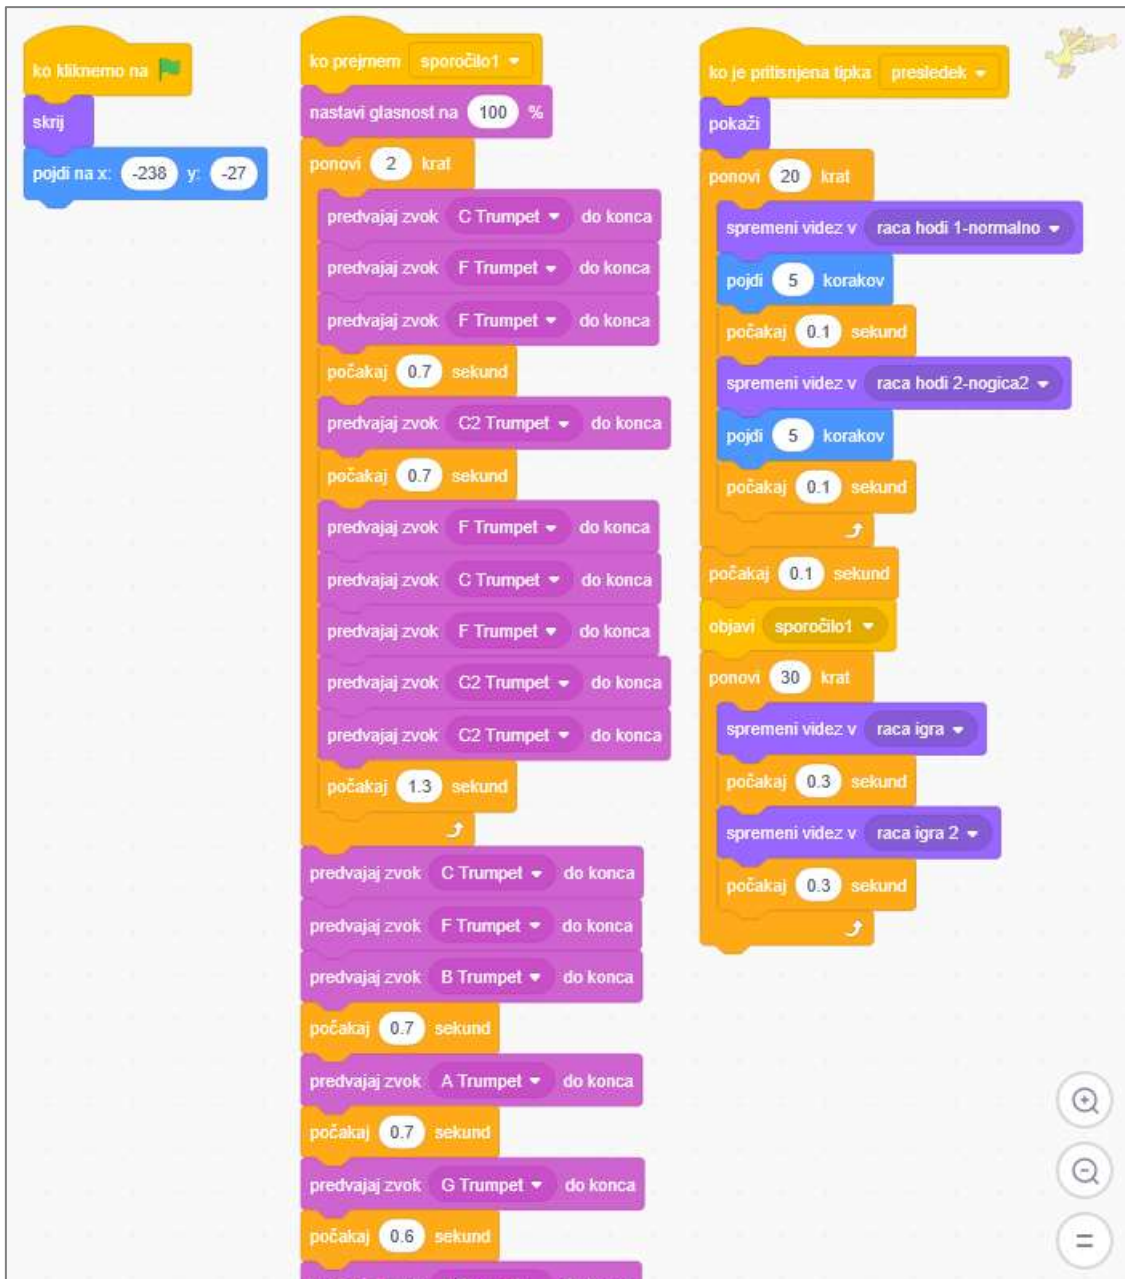 ko kliknemo na
skrij
pojdi na x: -238 y: -27
ko prejmem sporočilo1
nastavi glasnost na 100 %
ponovi 2 krat
predvajaj zvok C Trumpet do konca
predvajaj zvok F Trumpet do konca
predvajaj zvok F Trumpet do konca
počakaj 0.7 sekund
predvajaj zvok C2 Trumpet do konca
počakaj 0.7 sekund
predvajaj zvok F Trumpet do konca
predvajaj zvok C Trumpet do konca
predvajaj zvok F Trumpet do konca
predvajaj zvok C2 Trumpet do konca
predvajaj zvok C2 Trumpet do konca
počakaj 1.3 sekund
predvajaj zvok C Trumpet do konca
predvajaj zvok F Trumpet do konca
predvajaj zvok B Trumpet do konca
počakaj 0.7 sekund
predvajaj zvok A Trumpet do konca
počakaj 0.7 sekund
predvajaj zvok G Trumpet do konca
počakaj 0.6 sekund
ko je pritisnjena tipka presledek
pokaži
ponovi 20 krat
spremeni videz v raca hodi 1-normalno
pojdi 5 korakov
počakaj 0.1 sekund
spremeni videz v raca hodi 2-nogica2
pojdi 5 korakov
počakaj 0.1 sekund
počakaj 0.1 sekund
objavi sporočilo1
ponovi 30 krat
spremeni videz v raca igra
počakaj 0.3 sekund
spremeni videz v raca igra 2
počakaj 0.3 sekund